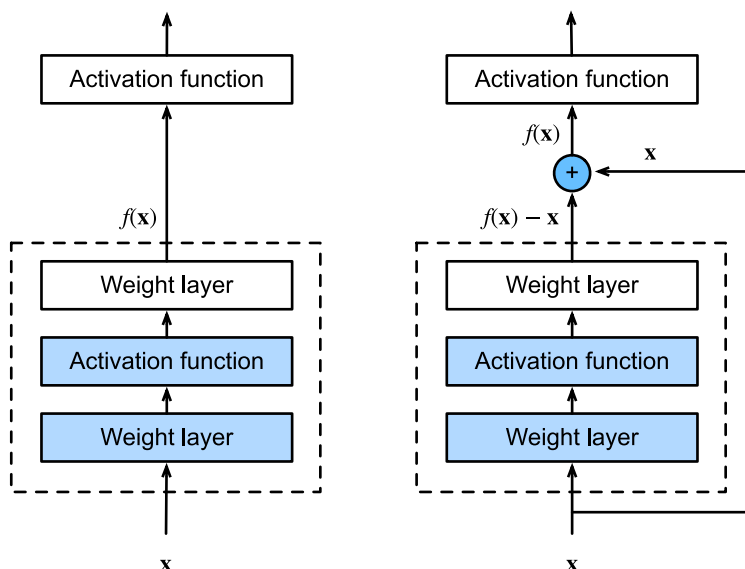 Activation function
f(x)
Weight layer
Activation function
Weight layer
x
Activation function
f(x)
+
x
f(x) − x
Weight layer
Activation function
Weight layer
x